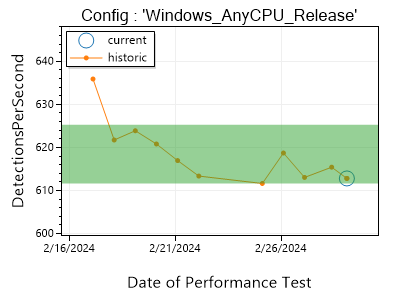 Config : 'Windows_AnyCPU_Release'
current
historic
DetectionsPerSecond
640
630
620
610
600
2/16/2024
2/21/2024
2/26/2024
Date of Performance Test